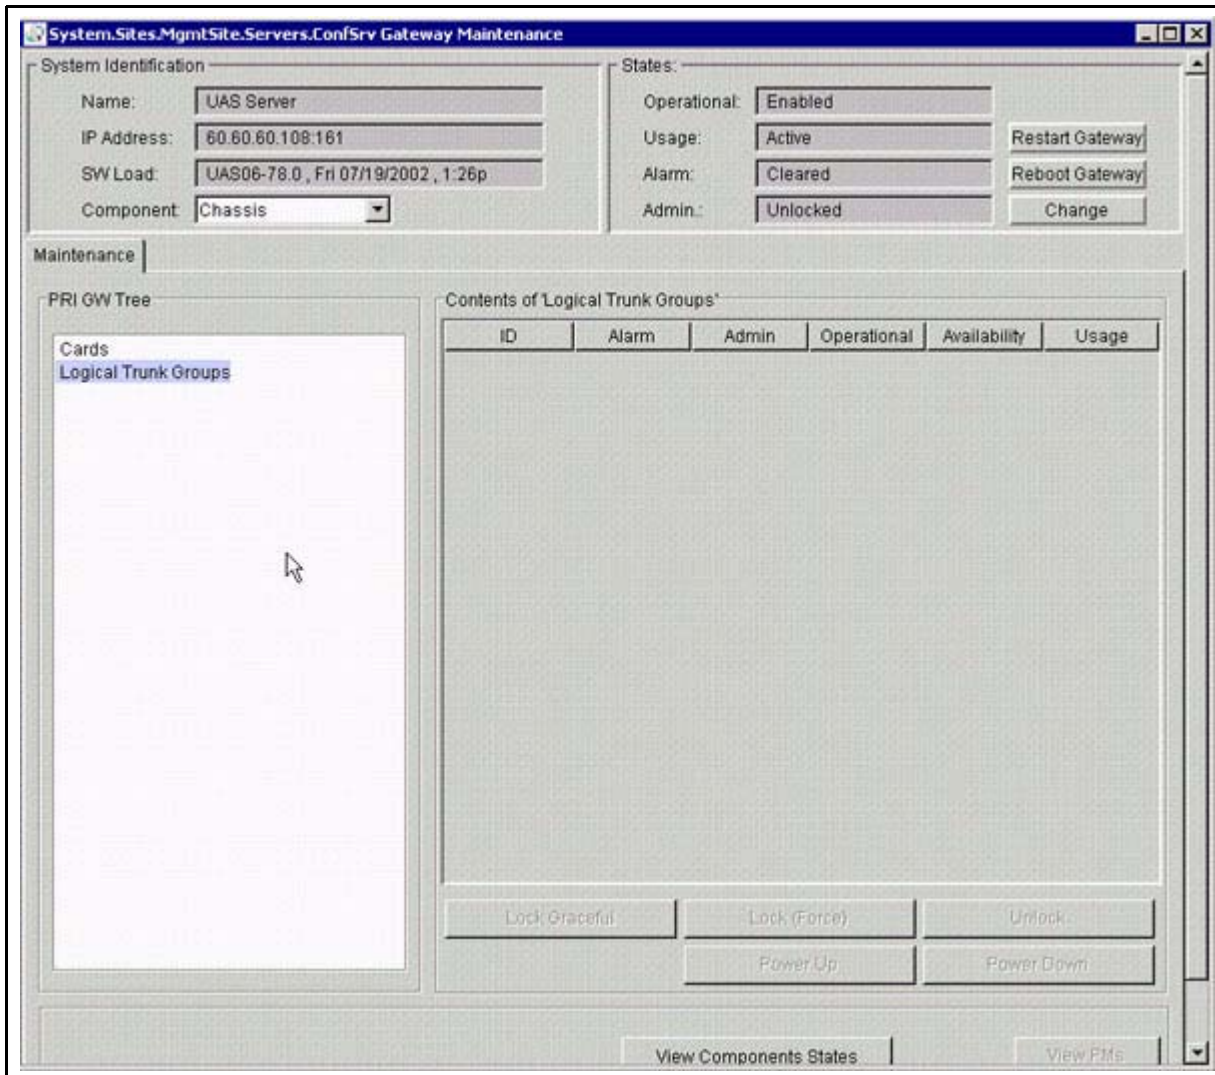 System.Sites.MgmtSite.Servers.ConfSrv Gateway Maintenance
System Identification
Name: UAS Server
IP Address: 60.60.60.108:161
SW Load: UAS06-78.0 , Fri 07/19/2002 , 1:26p
Component: Chassis
States:
Operational: Enabled
Usage: Active
Restart Gateway
Alarm: Cleared
Reboot Gateway
Admin.: Unlocked
Change
Maintenance
PRI GW Tree
Cards
Logical Trunk Groups
Contents of 'Logical Trunk Groups'
ID Alarm Admin Operational Availability Usage
Lock Graceful Lock (Force) Unlock
Power Up Power Down
View Components States View PMs